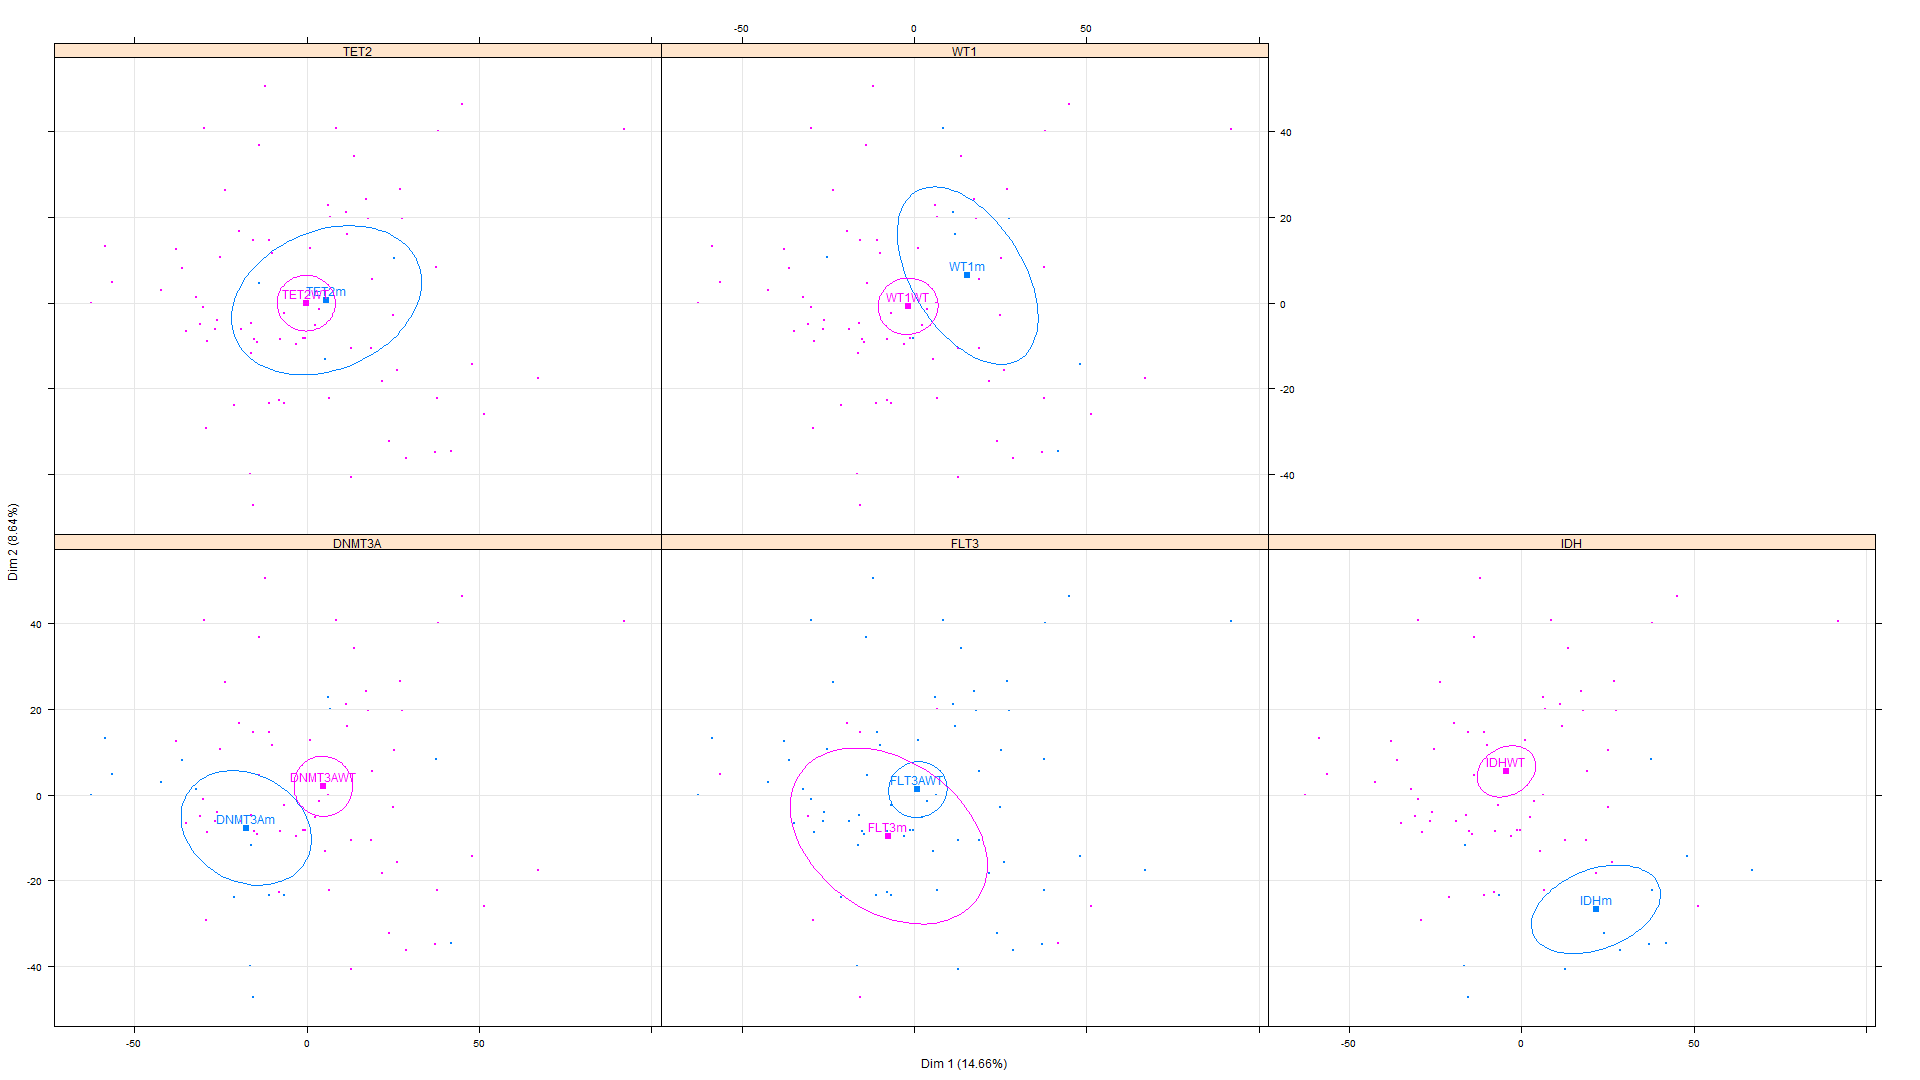 -50 0 50
TET2 WT1
40
20
0
-20
-40
TET2WT TET2m
WT1m
WT1WT
Dim 2 (8.64%)
DNMT3A FLT3 IDH
40
20
0
-20
-40
DNMT3AWT
DNMT3Am
FLT3AWT
FLT3m
IDHWT
IDHm
-50 0 50 -50 0 50
Dim 1 (14.66%)